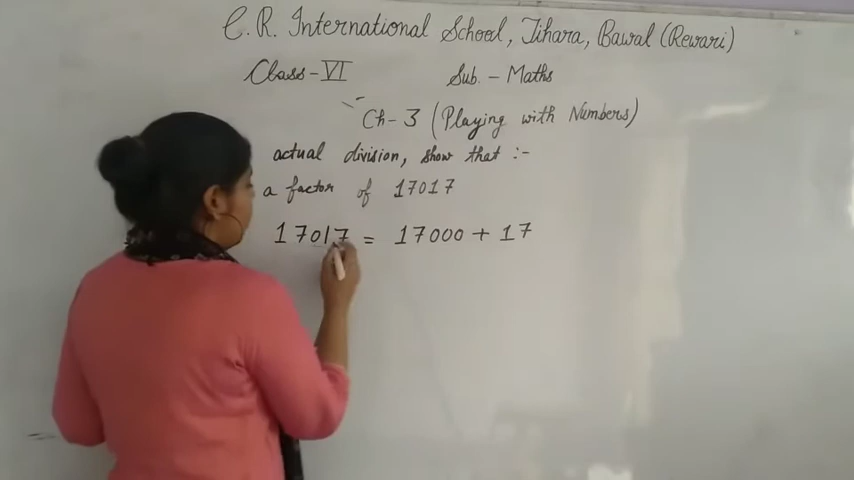 C. R. International School, Jihara, Bawal (Rewari)
Class - VI Sub. - Maths
Ch - 3 (Playing with Numbers)
actual division, show that :-
a factor of 17017
17017 = 17000 + 17